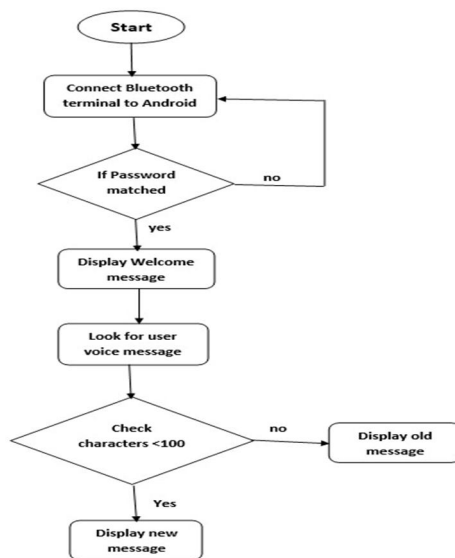 Start
Connect Bluetooth
terminal to Android
If Password
matched
no
yes
Display Welcome
message
Look for user
voice message
Check
characters <100
no
Display old
message
Yes
Display new
message